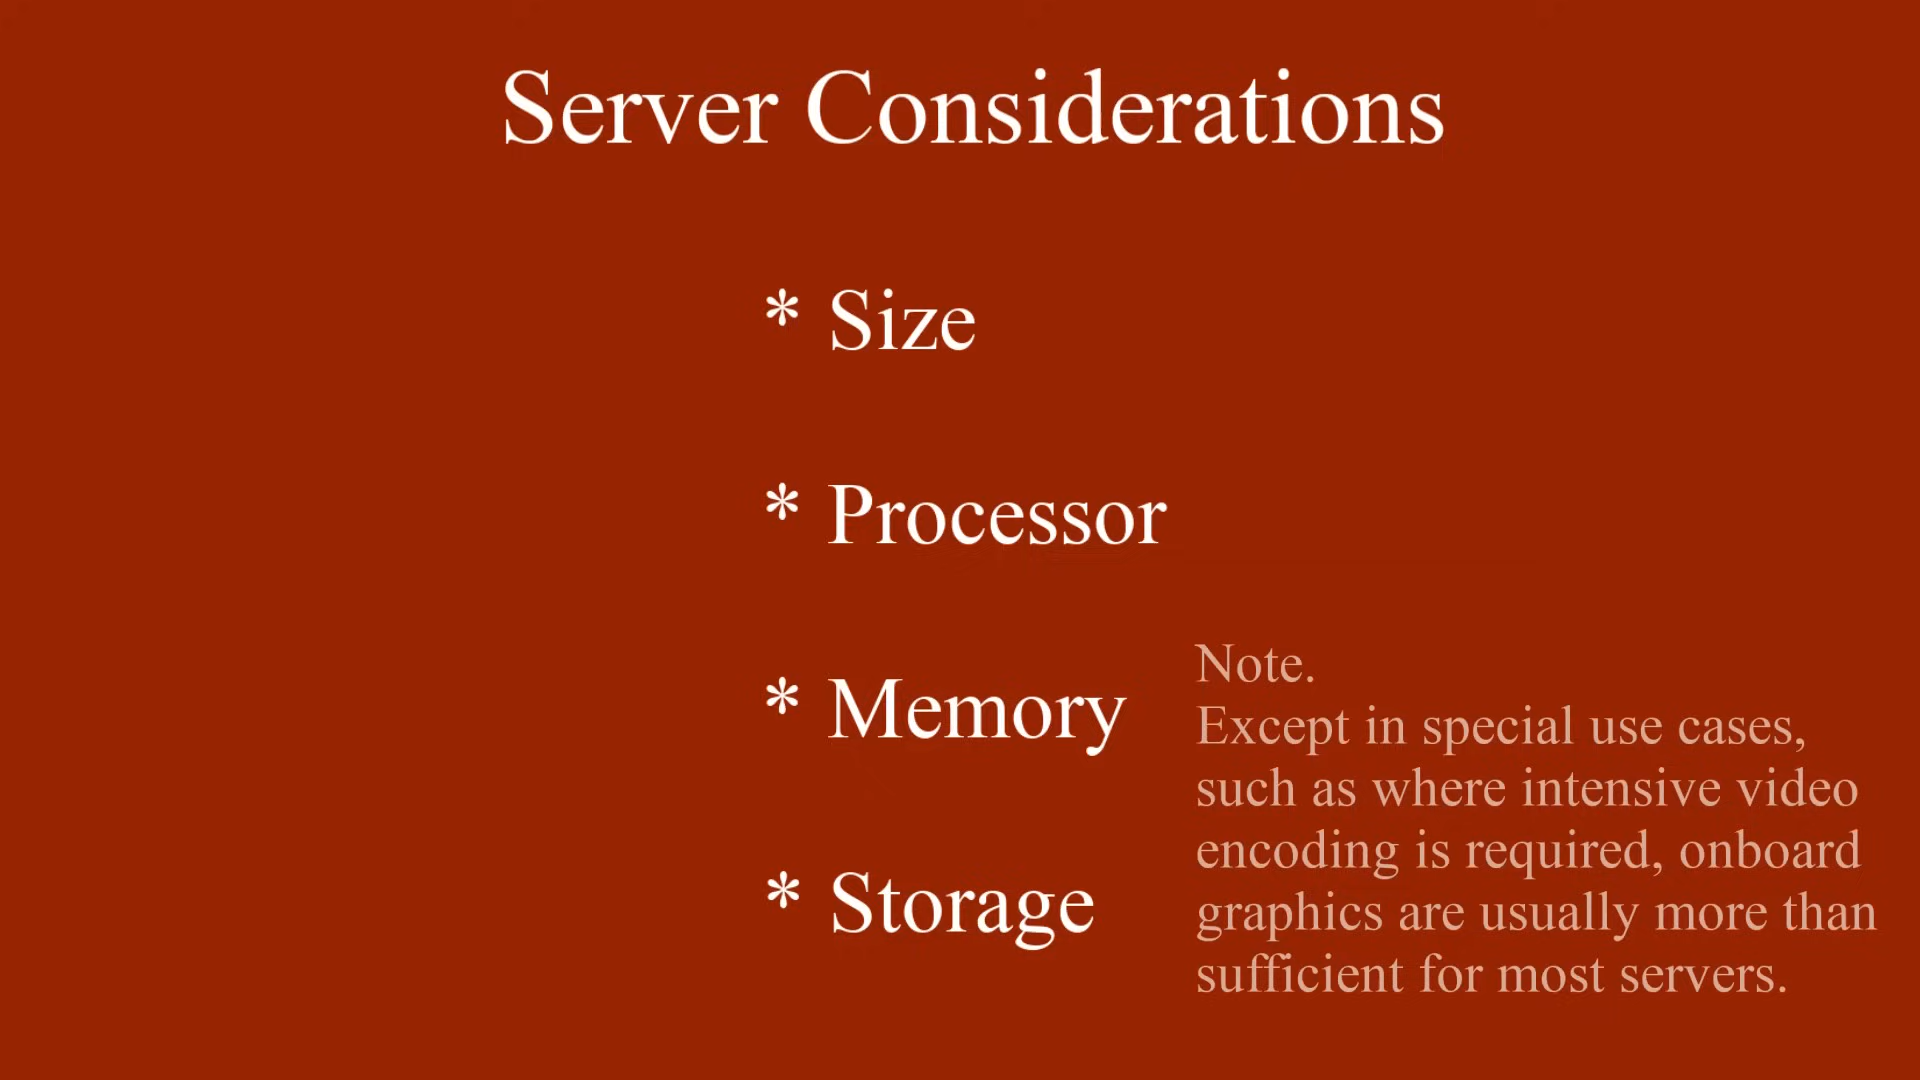 Server Considerations
* Size
* Processor
* Memory
* Storage
Note.
Except in special use cases,
such as where intensive video
encoding is required, onboard
graphics are usually more than
sufficient for most servers.